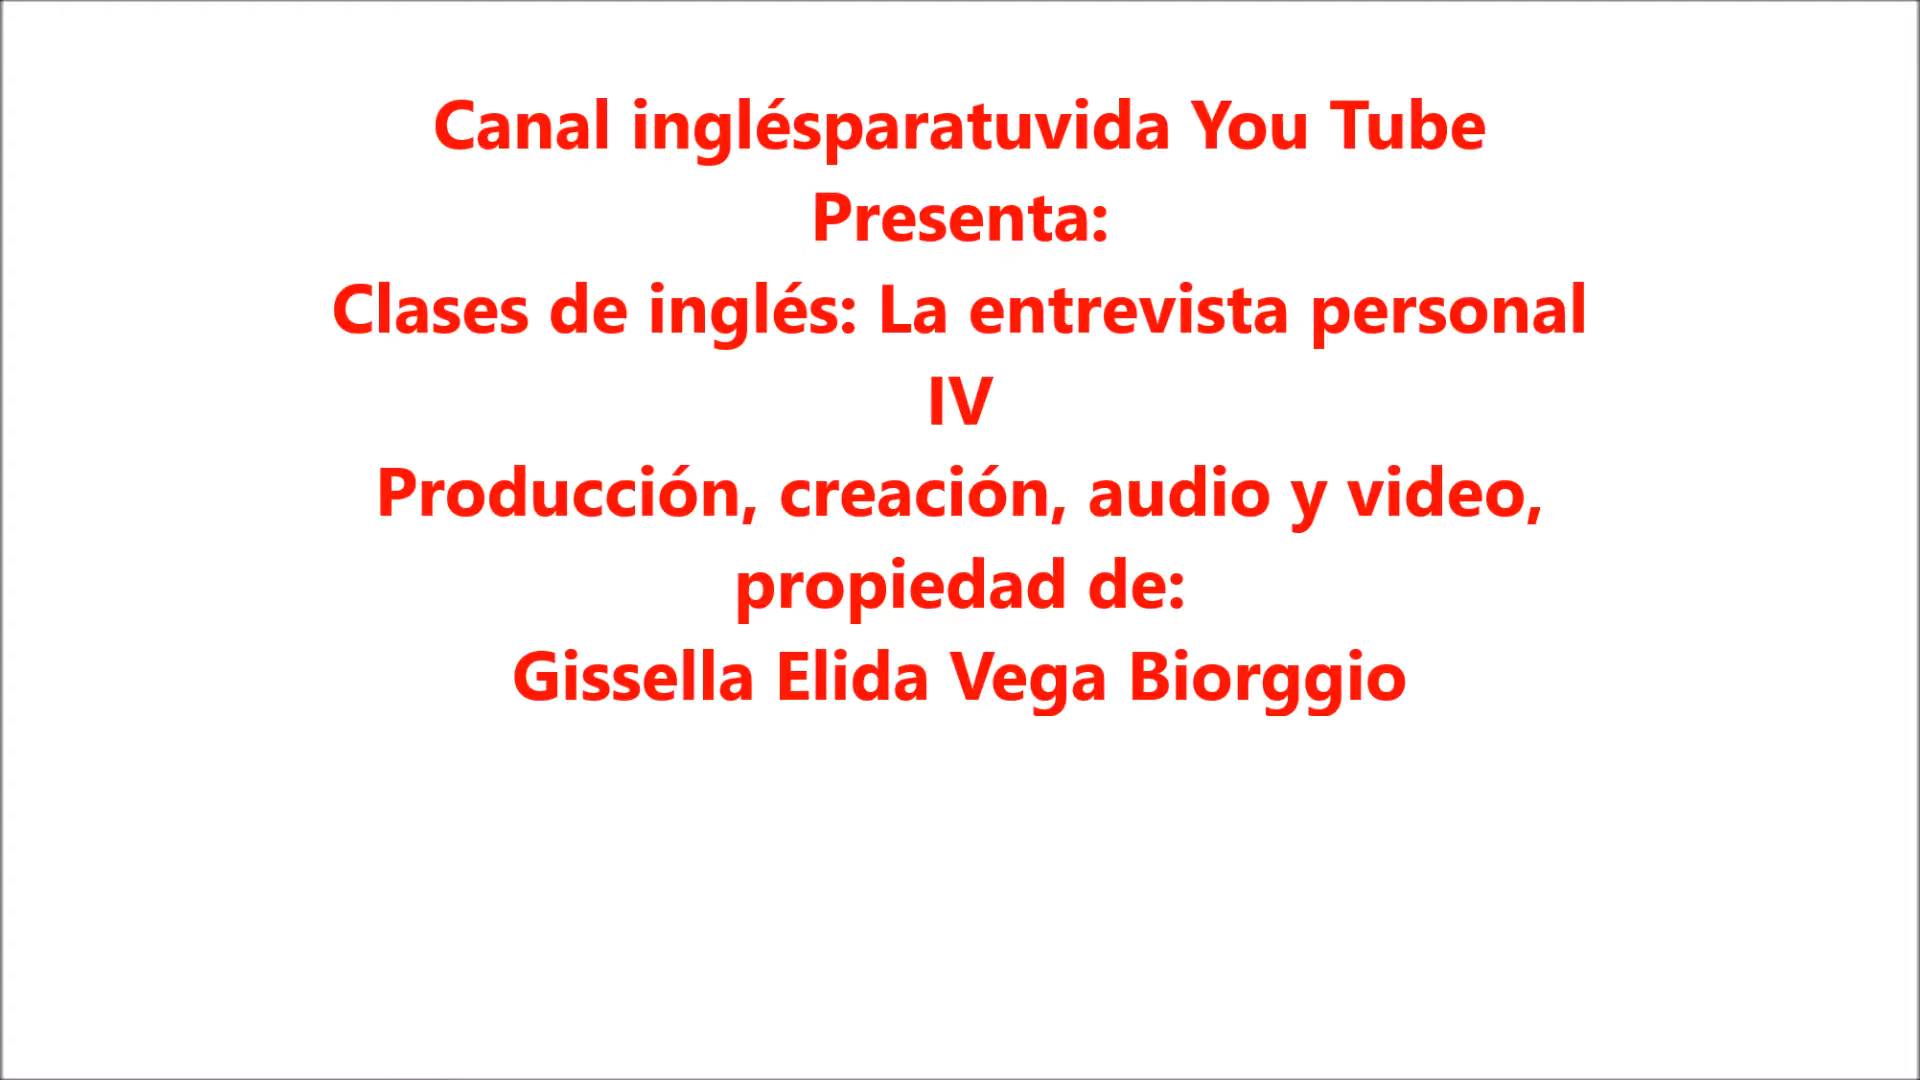 Canal inglésparatuvida You Tube
Presenta:
Clases de inglés: La entrevista personal
IV
Producción, creación, audio y video,
propiedad de:
Gissella Elida Vega Biorggio